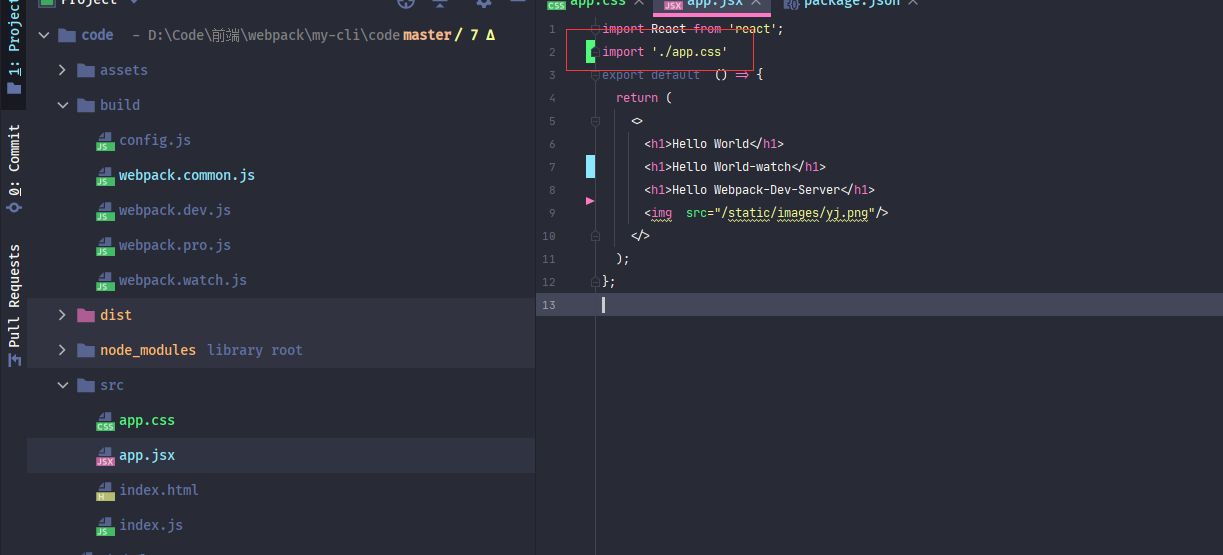 Project
app.css
app.jsx
package.json
1: Project
0: Commit
Pull Requests
code – D:\Code\前端\webpack\my-cli\code master / 7 Δ
assets
build
config.js
webpack.common.js
webpack.dev.js
webpack.pro.js
webpack.watch.js
dist
node_modules library root
src
app.css
app.jsx
index.html
index.js
1 import React from 'react';
2 import './app.css'
3 export default () => {
4 return (
5 <>
6 <h1>Hello World</h1>
7 <h1>Hello World-watch</h1>
8 <h1>Hello Webpack-Dev-Server</h1>
9 <img src="/static/images/yj.png"/>
10 </>
11 );
12 };
13